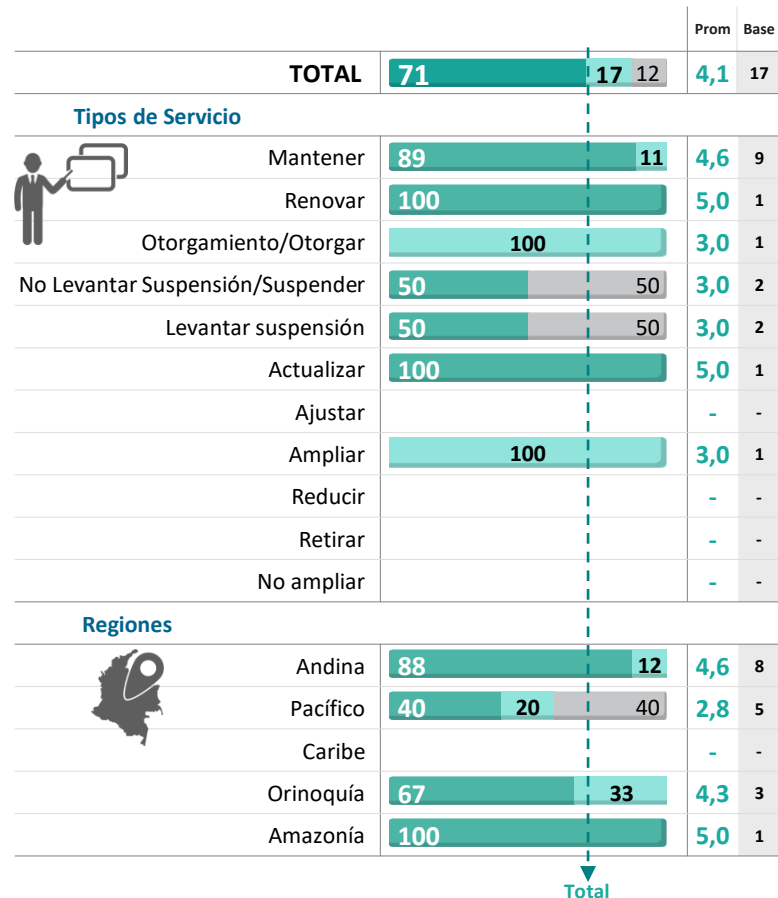 Prom Base
TOTAL 71 17 12 4,1 17
Tipos de Servicio
Mantener 89 11 4,6 9
Renovar 100 5,0 1
Otorgamiento/Otorgar 100 3,0 1
No Levantar Suspensión/Suspender 50 50 3,0 2
Levantar suspensión 50 50 3,0 2
Actualizar 100 5,0 1
Ajustar - -
Ampliar 100 3,0 1
Reducir - -
Retirar - -
No ampliar - -
Regiones
Andina 88 12 4,6 8
Pacífico 40 20 40 2,8 5
Caribe - -
Orinoquía 67 33 4,3 3
Amazonía 100 5,0 1
Total